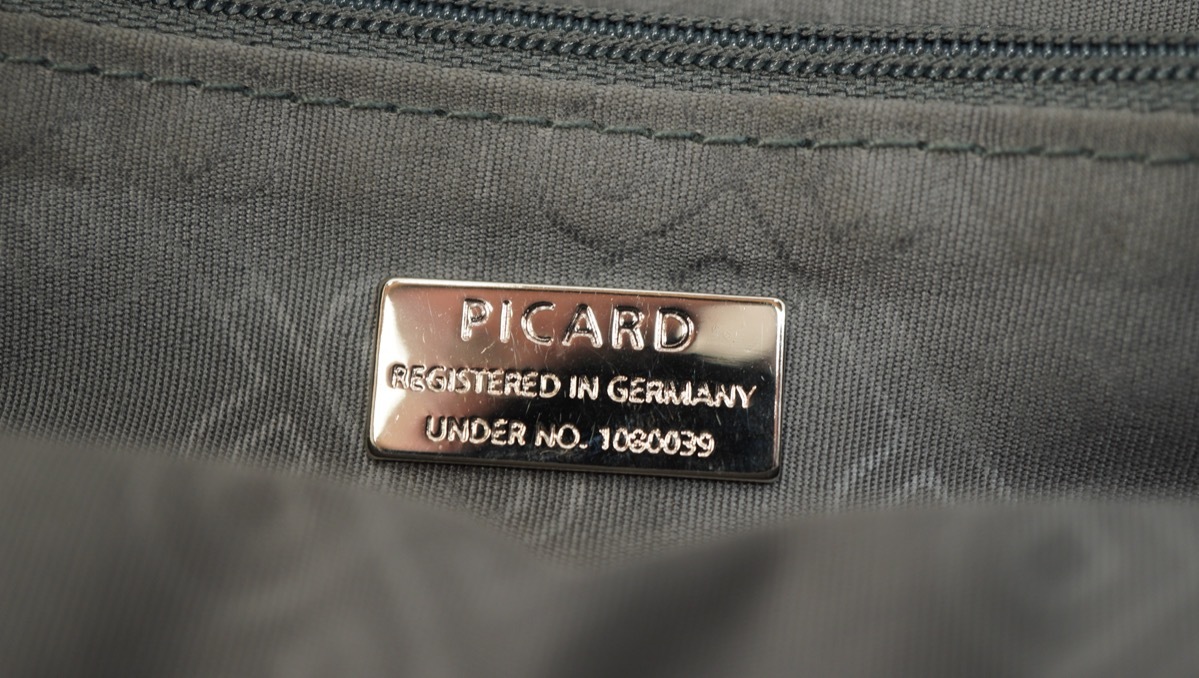 PICARD
REGISTERED IN GERMANY
UNDER NO. 1080039